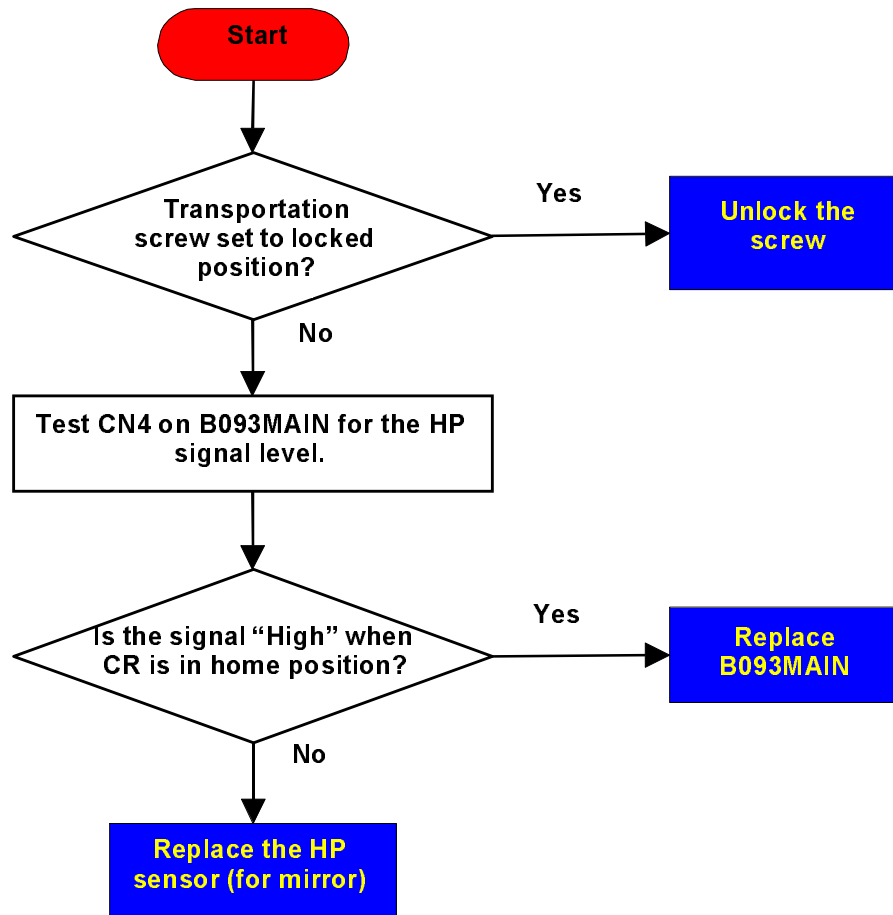 Start
Transportation
screw set to locked
position?
Yes
Unlock the
screw
No
Test CN4 on B093MAIN for the HP
signal level.
Is the signal “High” when
CR is in home position?
Yes
Replace
B093MAIN
No
Replace the HP
sensor (for mirror)